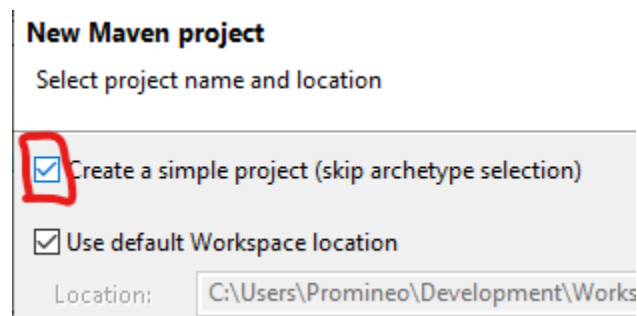 New Maven project
Select project name and location
Create a simple project (skip archetype selection)
Use default Workspace location
Location: C:\Users\Promineo\Development\Works